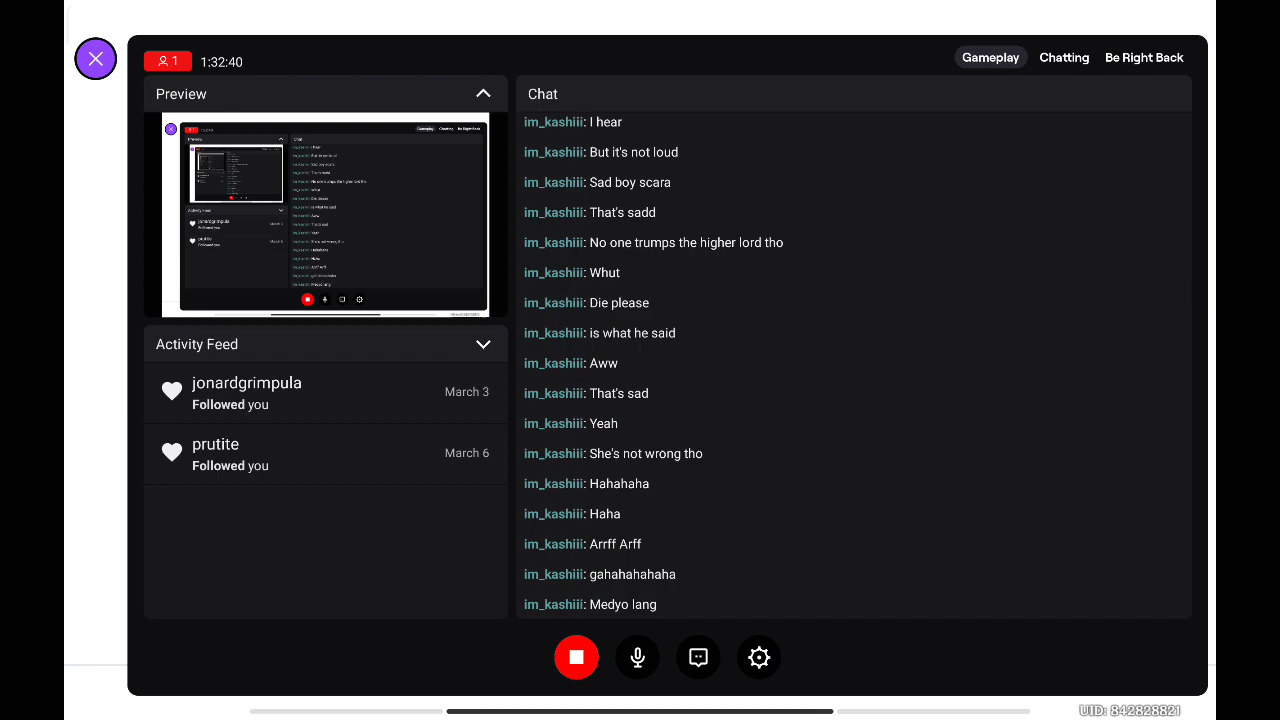 1
1:32:40
Gameplay
Chatting
Be Right Back
Preview
Activity Feed
jonardgrimpula
Followed you
March 3
prutite
Followed you
March 6
Chat
im_kashiii: I hear
im_kashiii: But it's not loud
im_kashiii: Sad boy scara
im_kashiii: That's sadd
im_kashiii: No one trumps the higher lord tho
im_kashiii: Whut
im_kashiii: Die please
im_kashiii: is what he said
im_kashiii: Aww
im_kashiii: That's sad
im_kashiii: Yeah
im_kashiii: She's not wrong tho
im_kashiii: Hahahaha
im_kashiii: Haha
im_kashiii: Arrff Arff
im_kashiii: gahahahahaha
im_kashiii: Medyo lang
UID: 842828821